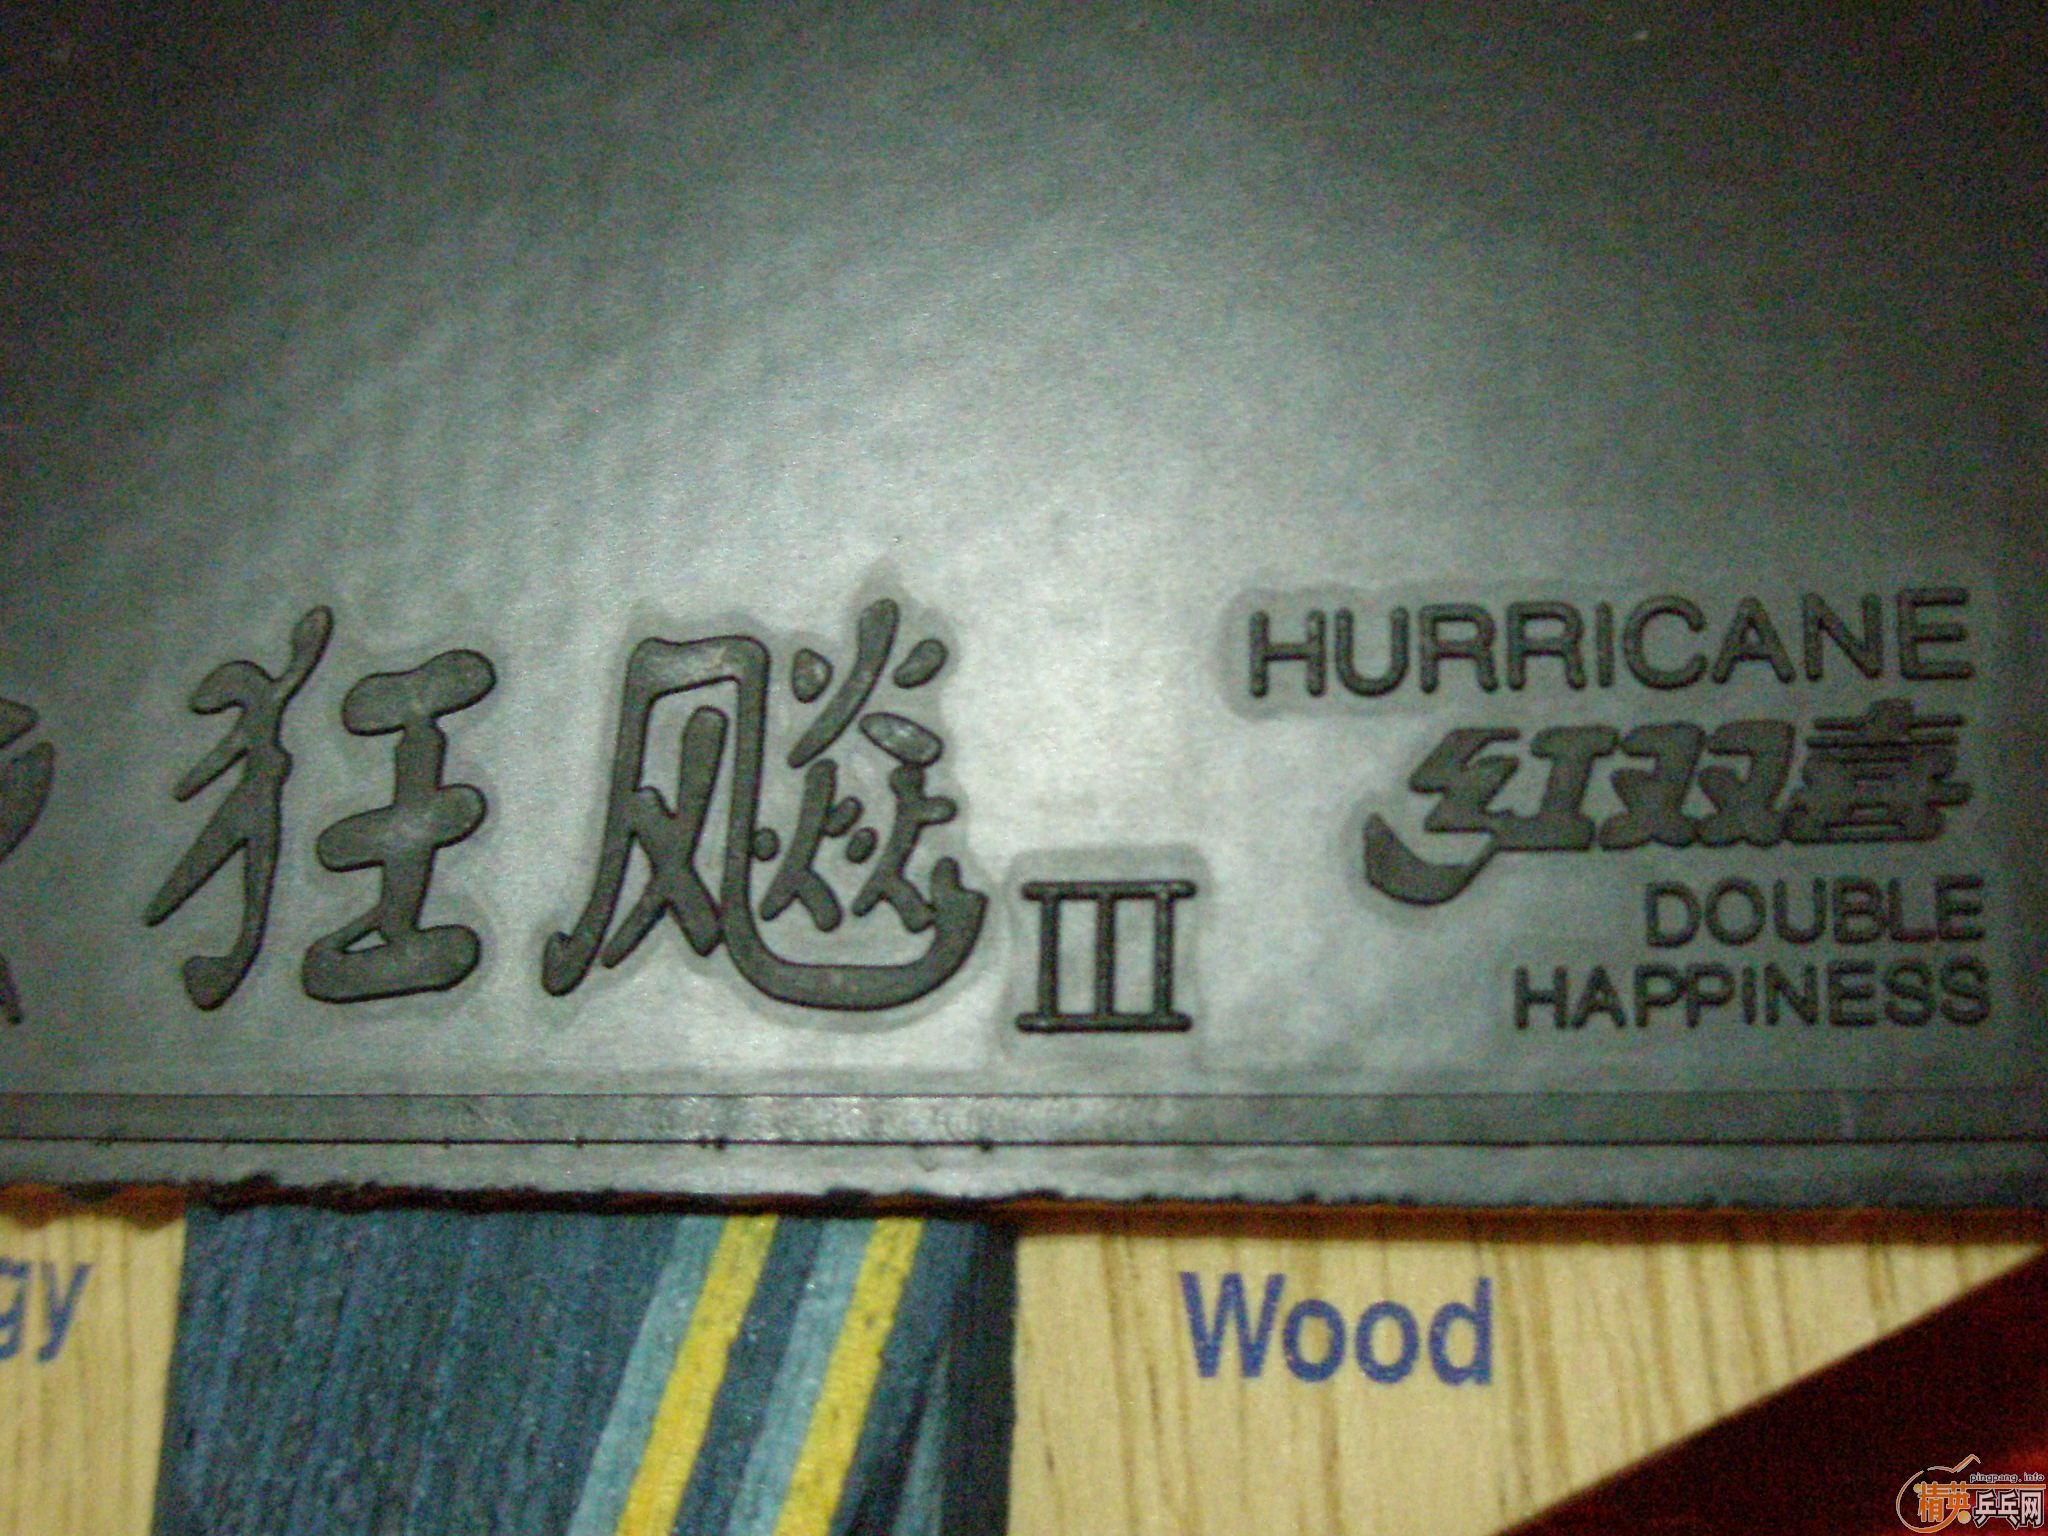 狂飚 III
HURRICANE
红双喜
DOUBLE
HAPPINESS
gy
Wood
pingpang.info
精英乒乓网